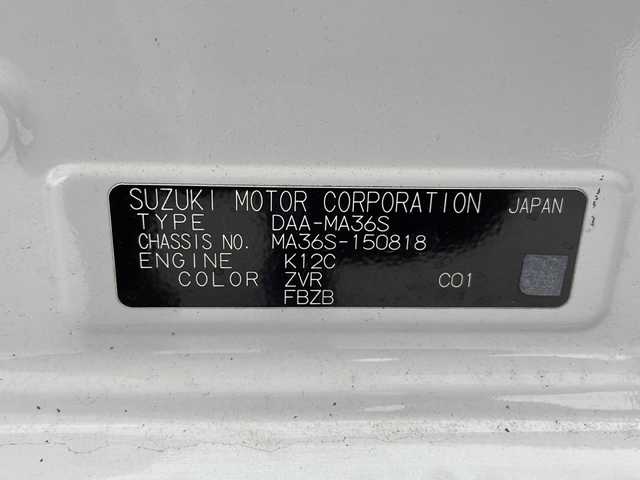 SUZUKI MOTOR CORPORATION JAPAN
TYPE DAA-MA36S
CHASSIS NO. MA36S-150818
ENGINE K12C
COLOR ZVR C01
FBZB